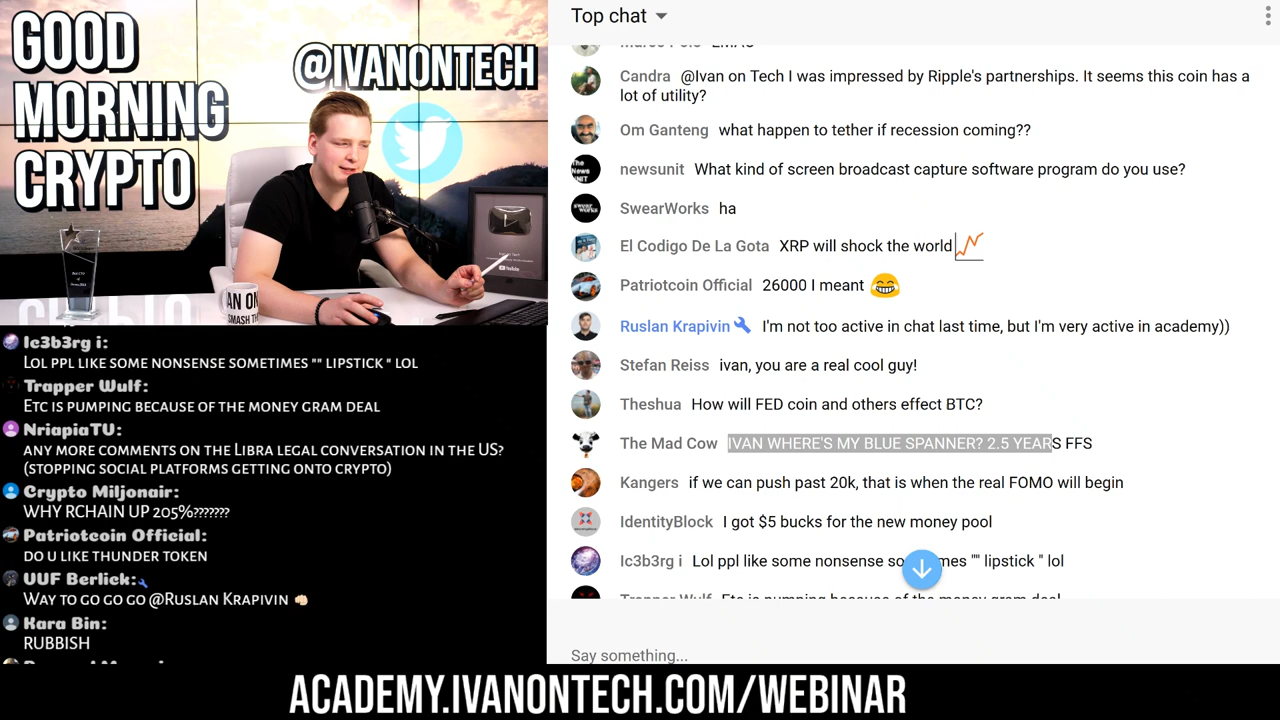 GOOD
MORNING
CRYPTO
@IVANONTECH
YouTube
AN ON
SMASH TH
Ic3b3rg i:
LOL PPL LIKE SOME NONSENSE SOMETIMES "" LIPSTICK " LOL
Trapper Wulf:
ETC IS PUMPING BECAUSE OF THE MONEY GRAM DEAL
NriapiaTU:
ANY MORE COMMENTS ON THE LIBRA LEGAL CONVERSATION IN THE US?
(STOPPING SOCIAL PLATFORMS GETTING ONTO CRYPTO)
Crypto Miljonair:
WHY RCHAIN UP 205%???????
Patriotcoin Official:
DO U LIKE THUNDER TOKEN
UUF Berlick:
WAY TO GO GO GO @RUSLAN KRAPIVIN 👊🏻
Kara Bin:
RUBBISH
Top chat
Candra @Ivan on Tech I was impressed by Ripple's partnerships. It seems this coin has a
lot of utility?
Om Ganteng what happen to tether if recession coming??
The News UNIT
newsunit What kind of screen broadcast capture software program do you use?
SwearWorks ha
El Codigo De La Gota XRP will shock the world
Patriotcoin Official 26000 I meant 😂
Ruslan Krapivin 🔧 I'm not too active in chat last time, but I'm very active in academy))
Stefan Reiss ivan, you are a real cool guy!
Theshua How will FED coin and others effect BTC?
The Mad Cow IVAN WHERE'S MY BLUE SPANNER? 2.5 YEARS FFS
Kangers if we can push past 20k, that is when the real FOMO will begin
IdentityBlock I got $5 bucks for the new money pool
Ic3b3rg i Lol ppl like some nonsense so mes "" lipstick " lol
Trapper Wulf Etc is pumping because of the money gram deal
Say something...
ACADEMY.IVANONTECH.COM/WEBINAR